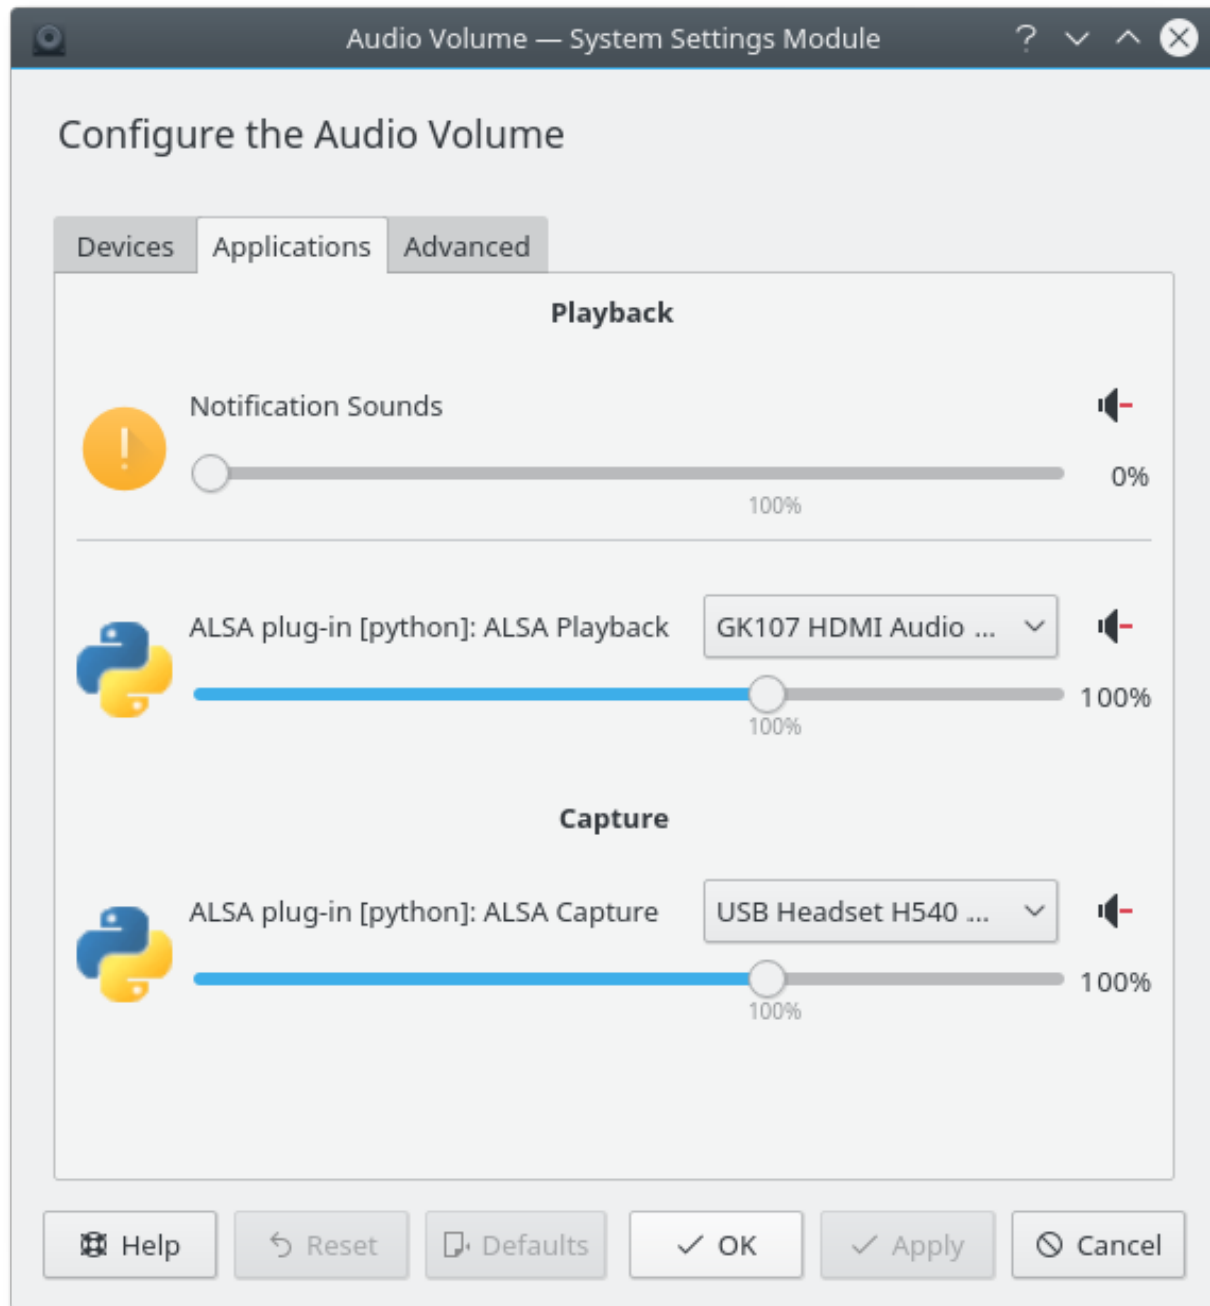 Audio Volume — System Settings Module
Configure the Audio Volume
Devices Applications Advanced
Playback
Notification Sounds
0%
100%
ALSA plug-in [python]: ALSA Playback GK107 HDMI Audio ...
100%
100%
Capture
ALSA plug-in [python]: ALSA Capture USB Headset H540 ...
100%
100%
Help Reset Defaults OK Apply Cancel